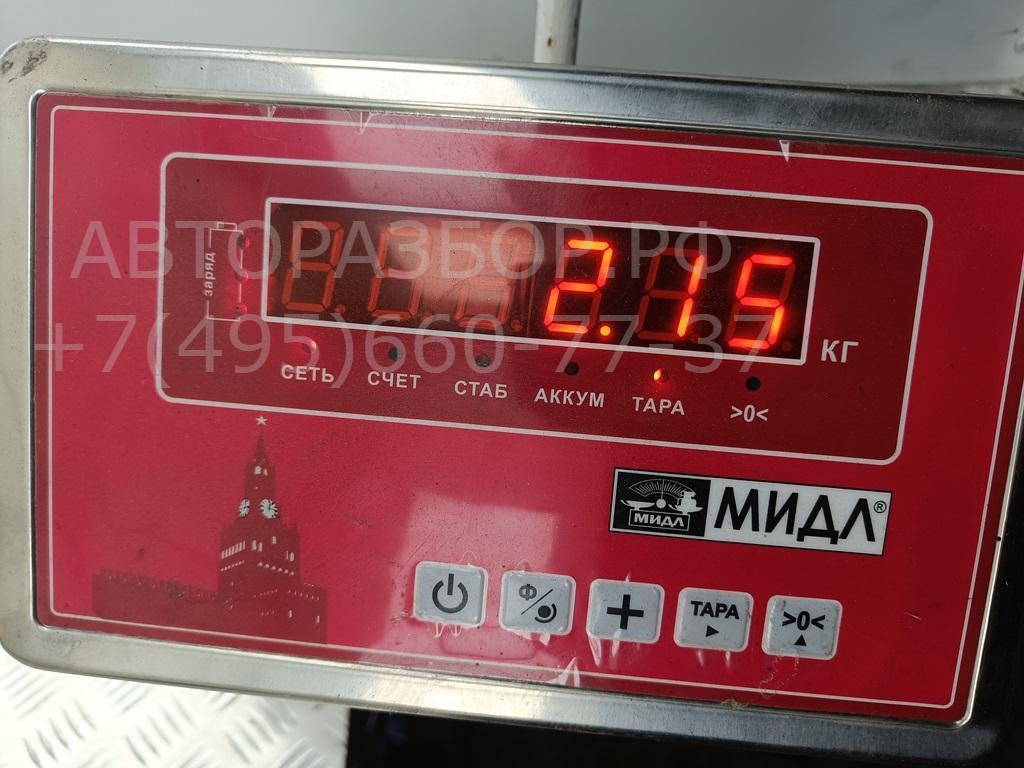 АВТОРАЗБОР.РФ
+7(495)660-77-37
заряд
2.15
КГ
СЕТЬ СЧЕТ СТАБ АККУМ ТАРА >0<
МИДЛ МИДЛ®
Ф ТАРА >0<